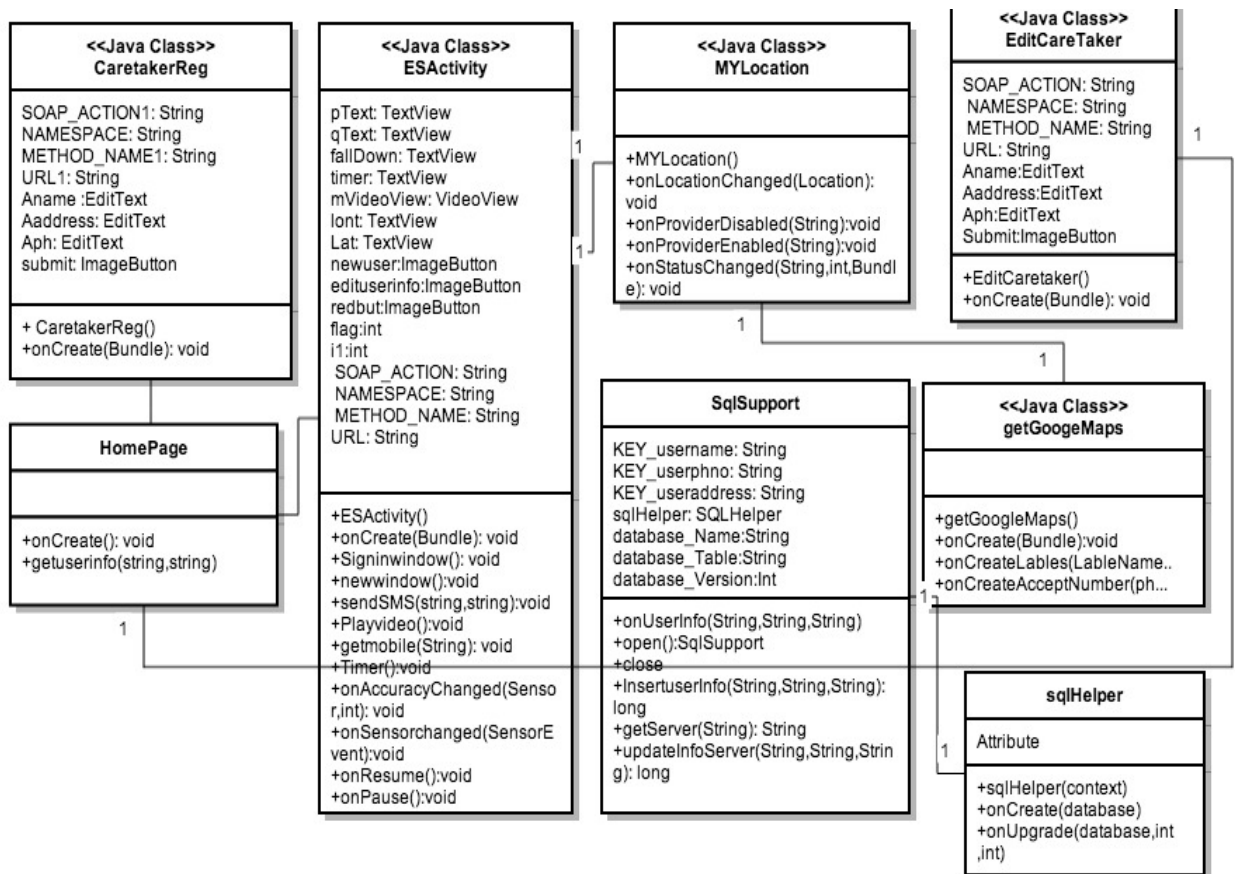 <<Java Class>>
CaretakerReg
SOAP_ACTION1: String
NAMESPACE: String
METHOD_NAME1: String
URL1: String
Aname :EditText
Aaddress: EditText
Aph: EditText
submit: ImageButton
+ CaretakerReg()
+onCreate(Bundle): void
HomePage
+onCreate(): void
+getuserinfo(string,string)
1
<<Java Class>>
ESActivity
pText: TextView
qText: TextView
fallDown: TextView
timer: TextView
mVideoView: VideoView
lont: TextView
Lat: TextView
newuser:ImageButton
edituserinfo:ImageButton
redbut:ImageButton
flag:int
i1:int
SOAP_ACTION: String
NAMESPACE: String
METHOD_NAME: String
URL: String
+ESActivity()
+onCreate(Bundle): void
+Signinwindow(): void
+newwindow():void
+sendSMS(string,string):void
+Playvideo():void
+getmobile(String): void
+Timer():void
+onAccuracyChanged(Senso
r,int): void
+onSensorchanged(SensorE
vent):void
+onResume():void
+onPause():void
1
1
<<Java Class>>
MYLocation
+MYLocation()
+onLocationChanged(Location):
void
+onProviderDisabled(String):void
+onProviderEnabled(String):void
+onStatusChanged(String,int,Bundl
e): void
1
1
SqlSupport
KEY_username: String
KEY_userphno: String
KEY_useraddress: String
sqlHelper: SQLHelper
database_Name:String
database_Table:String
database_Version:Int
+onUserInfo(String,String,String)
+open():SqlSupport
+close
+InsertuserInfo(String,String,String):
long
+getServer(String): String
+updateInfoServer(String,String,Strin
g): long
1
1
<<Java Class>>
EditCareTaker
SOAP_ACTION: String
NAMESPACE: String
METHOD_NAME: String
URL: String
Aname:EditText
Aaddress:EditText
Aph:EditText
Submit:ImageButton
+EditCaretaker()
+onCreate(Bundle): void
1
<<Java Class>>
getGoogeMaps
+getGoogleMaps()
+onCreate(Bundle):void
+onCreateLables(LableName..
+onCreateAcceptNumber(ph...
sqlHelper
Attribute
+sqlHelper(context)
+onCreate(database)
+onUpgrade(database,int
,int)